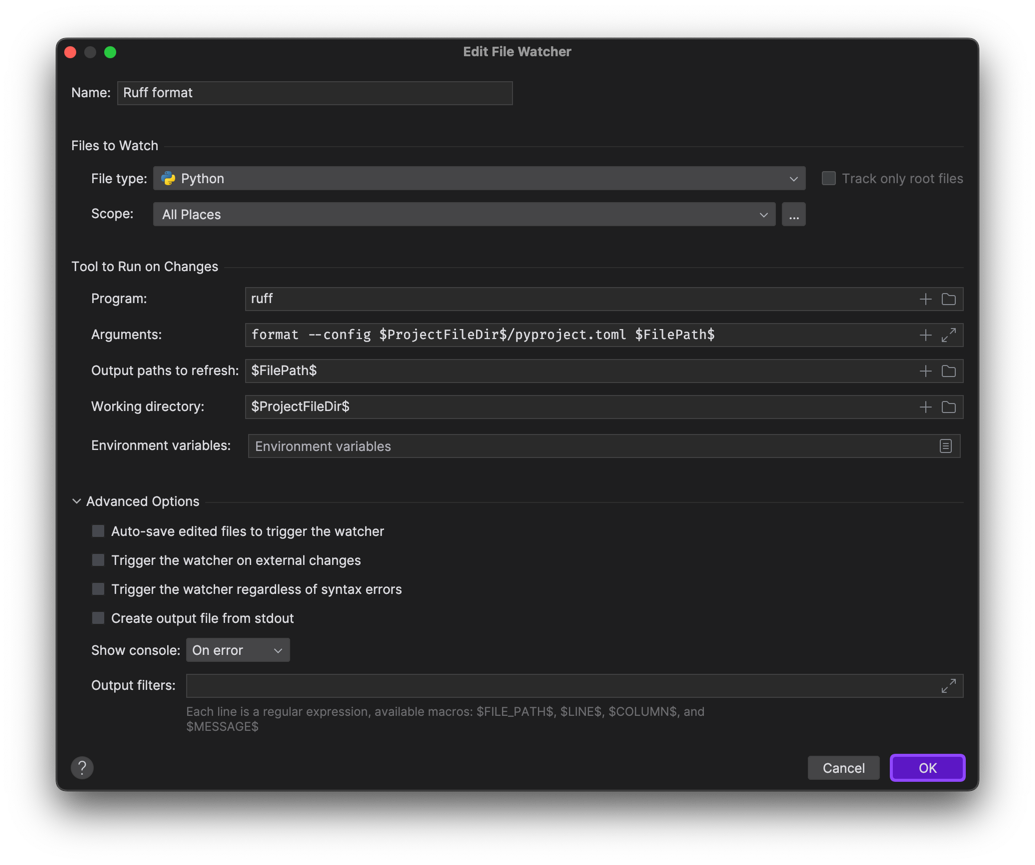 Edit File Watcher
Name: Ruff format
Files to Watch
File type: Python Track only root files
Scope: All Places ...
Tool to Run on Changes
Program: ruff
Arguments: format --config $ProjectFileDir$/pyproject.toml $FilePath$
Output paths to refresh: $FilePath$
Working directory: $ProjectFileDir$
Environment variables: Environment variables
Advanced Options
Auto-save edited files to trigger the watcher
Trigger the watcher on external changes
Trigger the watcher regardless of syntax errors
Create output file from stdout
Show console: On error
Output filters:
Each line is a regular expression, available macros: $FILE_PATH$, $LINE$, $COLUMN$, and
$MESSAGE$
? Cancel OK